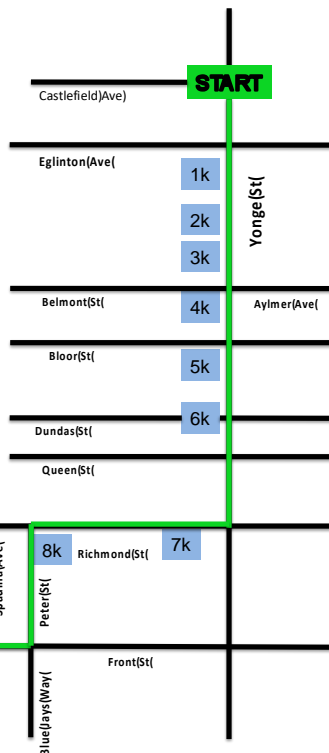 START
Castlefield)Ave)
Eglinton(Ave(
1k
Yonge(St(
2k
3k
Belmont(St(
4k
Aylmer(Ave(
Bloor(St(
5k
6k
Dundas(St(
Queen(St(
8k
Richmond(St(
7k
Peter(St(
Front(St(
Blue(Jays(Way(